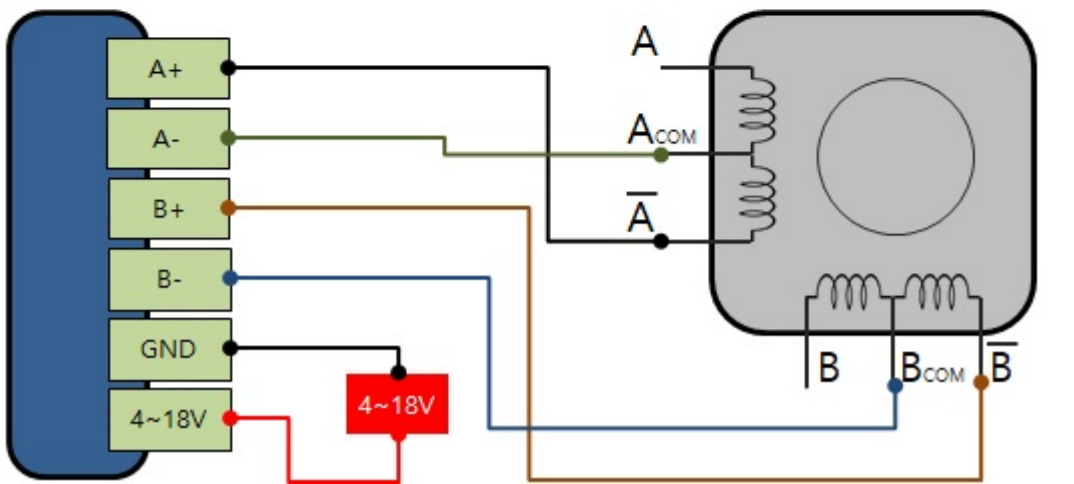 A+
A-
B+
B-
GND
4~18V
4~18V
A
ACOM
A̅
B
BCOM
B̅